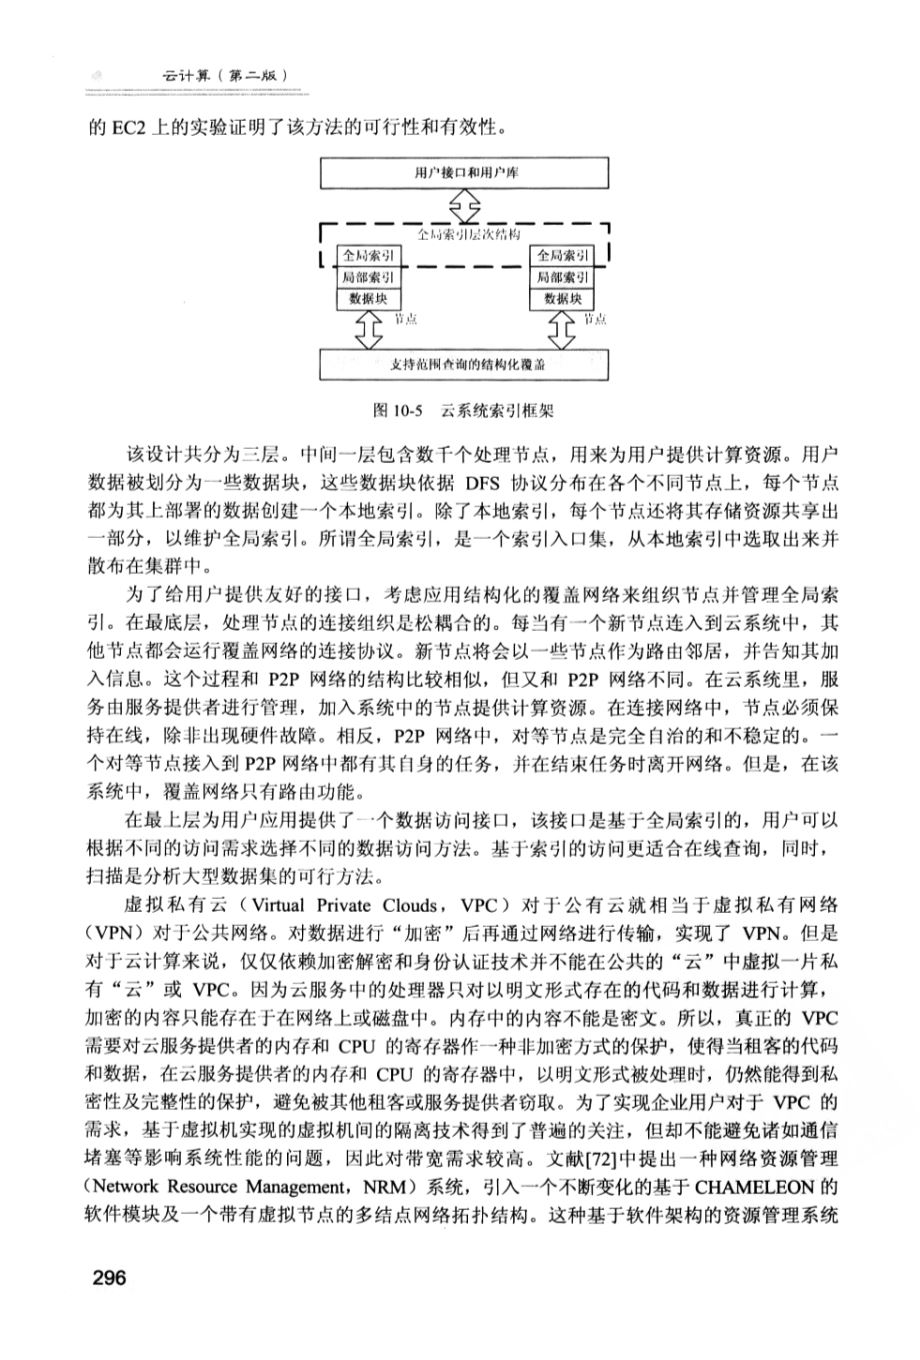 云计算（第二版）
的 EC2 上的实验证明了该方法的可行性和有效性。
用户接口和用户库
全局索引层次结构
全局索引
全局索引
局部索引
局部索引
数据块
数据块
节点
节点
支持范围查询的结构化覆盖
图 10-5 云系统索引框架
该设计共分为三层。中间一层包含数千个处理节点，用来为用户提供计算资源。用户
数据被划分为一些数据块，这些数据块依据 DFS 协议分布在各个不同节点上，每个节点
都为其上部署的数据创建一个本地索引。除了本地索引，每个节点还将其存储资源共享出
一部分，以维护全局索引。所谓全局索引，是一个索引入口集，从本地索引中选取出来并
散布在集群中。
为了给用户提供友好的接口，考虑应用结构化的覆盖网络来组织节点并管理全局索
引。在最底层，处理节点的连接组织是松耦合的。每当有一个新节点连入到云系统中，其
他节点都会运行覆盖网络的连接协议。新节点将会以一些节点作为路由邻居，并告知其加
入信息。这个过程和 P2P 网络的结构比较相似，但又和 P2P 网络不同。在云系统里，服
务由服务提供者进行管理，加入系统中的节点提供计算资源。在连接网络中，节点必须保
持在线，除非出现硬件故障。相反，P2P 网络中，对等节点是完全自治的和不稳定的。一
个对等节点接入到 P2P 网络中都有其自身的任务，并在结束任务时离开网络。但是，在该
系统中，覆盖网络只有路由功能。
在最上层为用户应用提供了一个数据访问接口，该接口是基于全局索引的，用户可以
根据不同的访问需求选择不同的数据访问方法。基于索引的访问更适合在线查询，同时，
扫描是分析大型数据集的可行方法。
虚拟私有云（Virtual Private Clouds，VPC）对于公有云就相当于虚拟私有网络
（VPN）对于公共网络。对数据进行“加密”后再通过网络进行传输，实现了 VPN。但是
对于云计算来说，仅仅依赖加密解密和身份认证技术并不能在公共的“云”中虚拟一片私
有“云”或 VPC。因为云服务中的处理器只对以明文形式存在的代码和数据进行计算，
加密的内容只能存在于在网络上或磁盘中。内存中的内容不能是密文。所以，真正的 VPC
需要对云服务提供者的内存和 CPU 的寄存器作一种非加密方式的保护，使得当租客的代码
和数据，在云服务提供者的内存和 CPU 的寄存器中，以明文形式被处理时，仍然能得到私
密性及完整性的保护，避免被其他租客或服务提供者窃取。为了实现企业用户对于 VPC 的
需求，基于虚拟机实现的虚拟机间的隔离技术得到了普遍的关注，但却不能避免诸如通信
堵塞等影响系统性能的问题，因此对带宽需求较高。文献[72]中提出一种网络资源管理
（Network Resource Management，NRM）系统，引入一个不断变化的基于 CHAMELEON 的
软件模块及一个带有虚拟节点的多结点网络拓扑结构。这种基于软件架构的资源管理系统
296